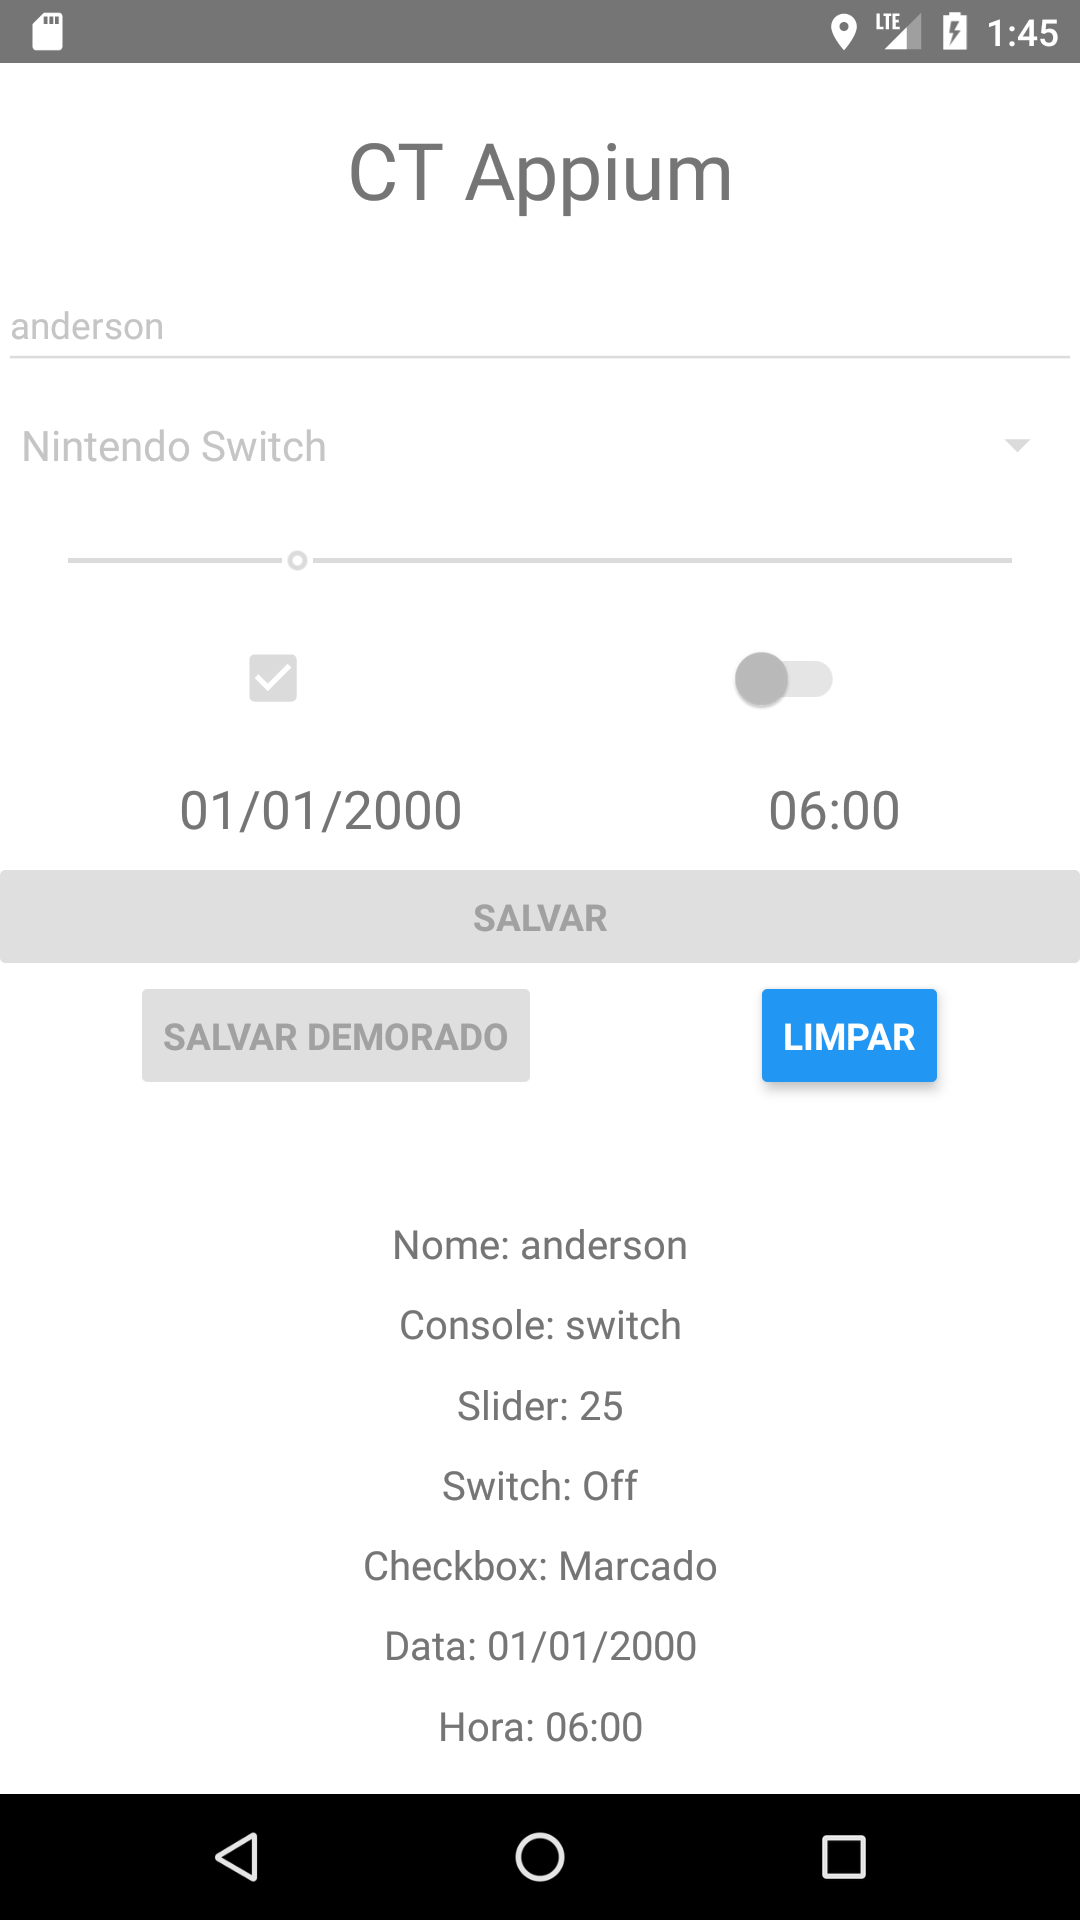 LTE 1:45
CT Appium
anderson
Nintendo Switch
01/01/2000 06:00
SALVAR
SALVAR DEMORADO LIMPAR
Nome: anderson
Console: switch
Slider: 25
Switch: Off
Checkbox: Marcado
Data: 01/01/2000
Hora: 06:00